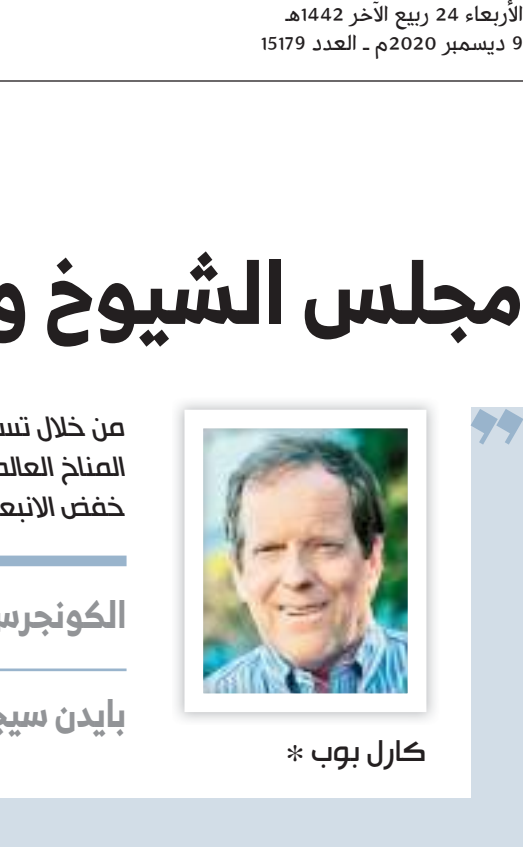 الأربعاء 24 ربيع الآخر 1442هـ
9 ديسمبر 2020م ـ العدد 15179
مجلس الشيوخ و
من خلال تس
المناخ العالم
خفض الانبع
الكونجرس
بايدن سيج
كارل بوب *